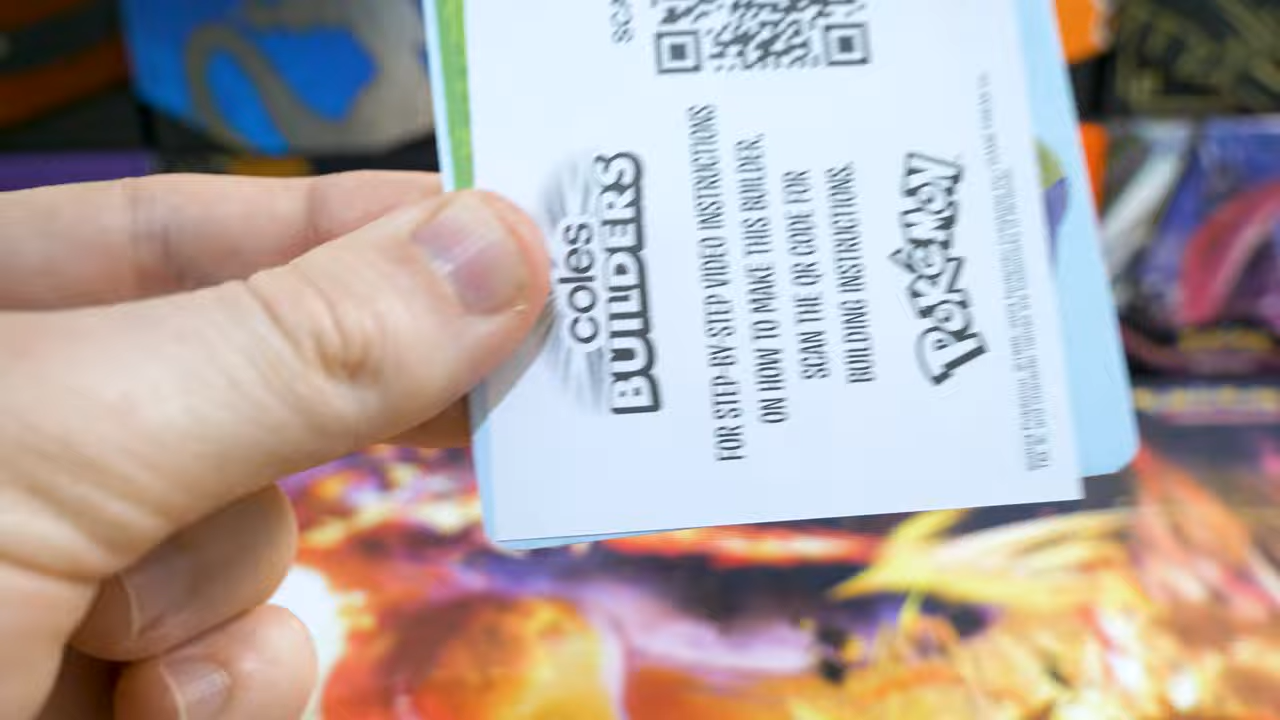 SCA
coles
BUILDERS
FOR STEP-BY-STEP VIDEO INSTRUCTIONS
ON HOW TO MAKE THIS BUILDER,
SCAN THE QR CODE FOR
BUILDING INSTRUCTIONS.
POKéMON